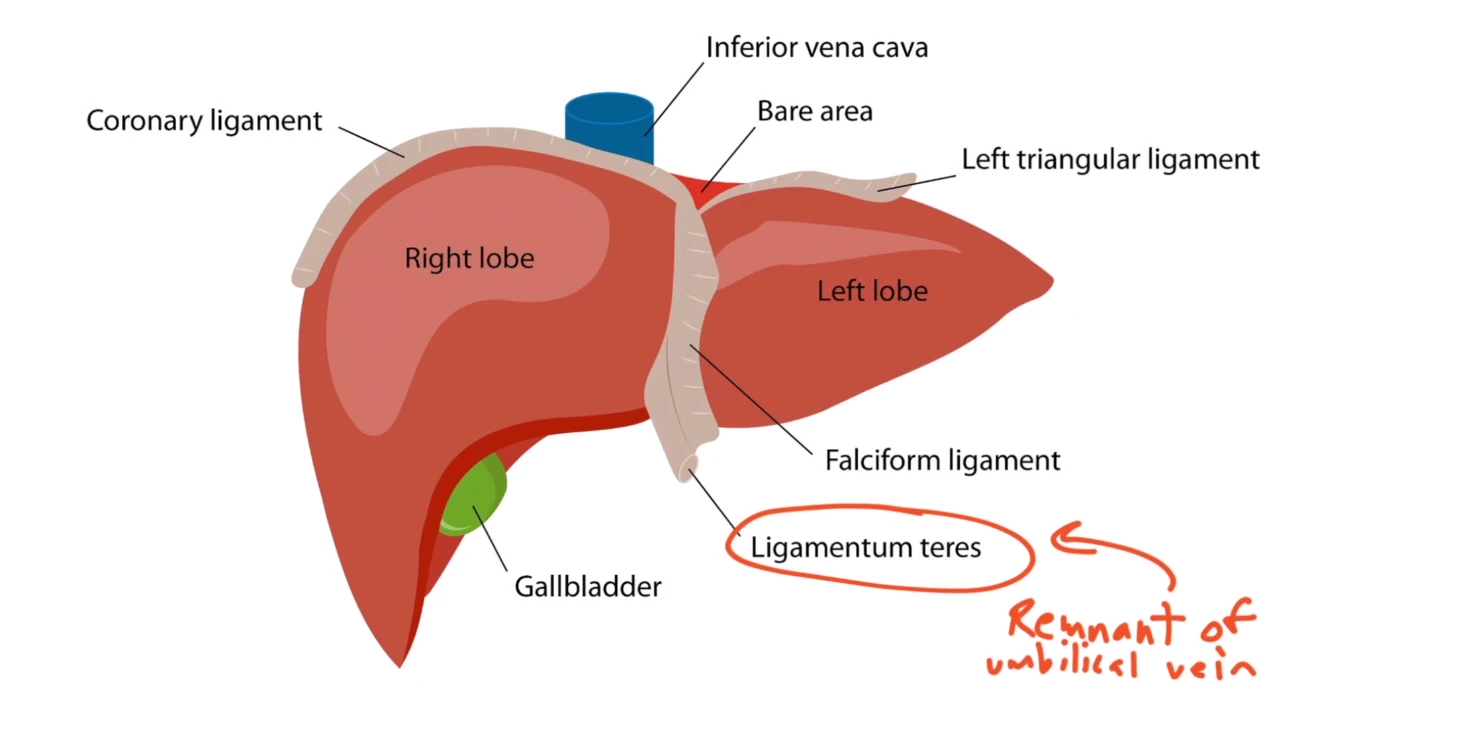 Inferior vena cava
Bare area
Coronary ligament
Left triangular ligament
Right lobe
Left lobe
Falciform ligament
Ligamentum teres
Gallbladder
Remnant of
umbilical vein